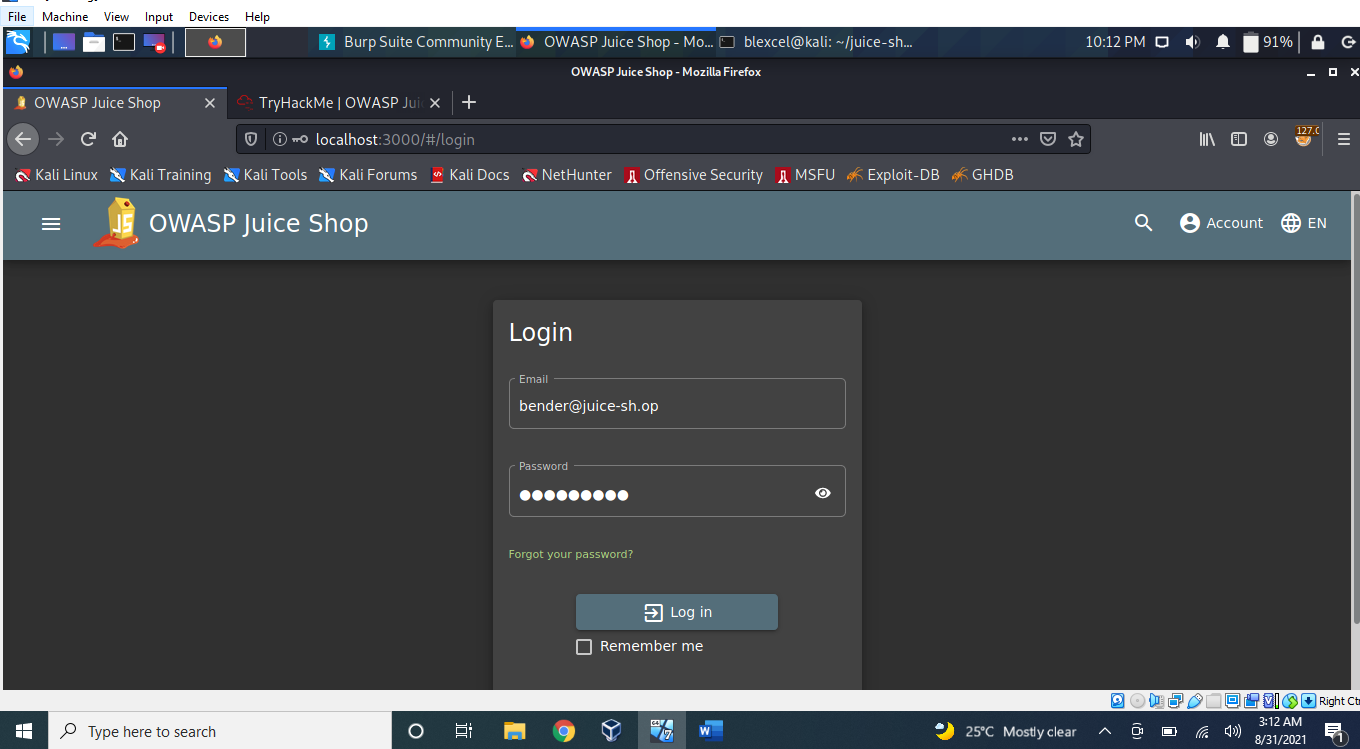 File Machine View Input Devices Help
Burp Suite Community E... OWASP Juice Shop - Mo... blexcel@kali: ~/juice-sh... 10:12 PM 91%
OWASP Juice Shop - Mozilla Firefox
OWASP Juice Shop TryHackMe | OWASP Jui
localhost:3000/#/login 127.0
Kali Linux Kali Training Kali Tools Kali Forums Kali Docs NetHunter Offensive Security MSFU Exploit-DB GHDB
JS OWASP Juice Shop Account EN
Login
Email
bender@juice-sh.op
Password
Forgot your password?
Log in
Remember me
Right Ctr
Type here to search 25°C Mostly clear
3:12 AM
8/31/2021
1